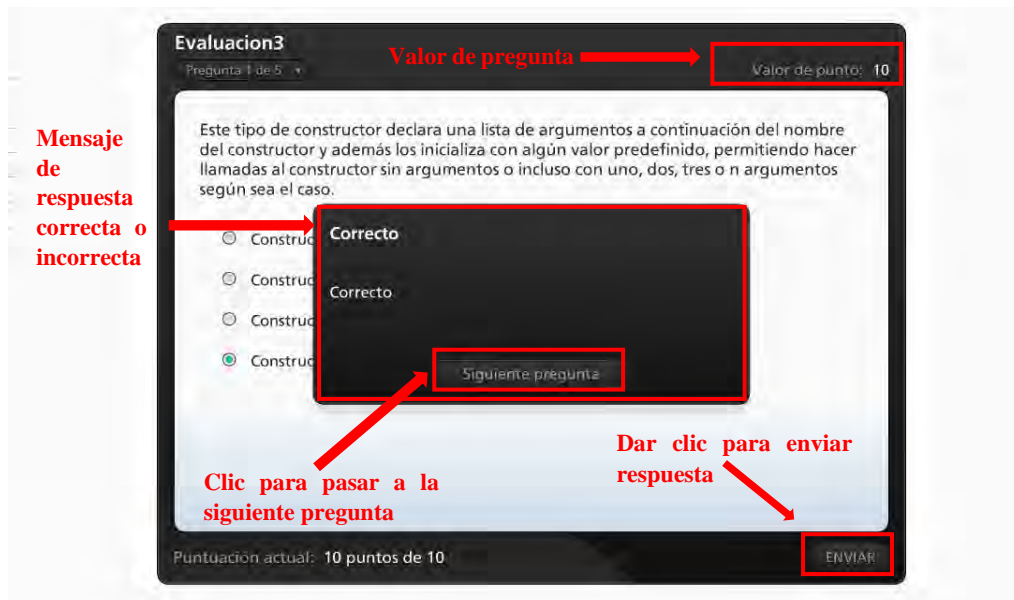 Evaluacion3
Valor de pregunta
Pregunta 1 de 5
Valor de punto: 10
Este tipo de constructor declara una lista de argumentos a continuación del nombre
del constructor y además los inicializa con algún valor predefinido, permitiendo hacer
llamadas al constructor sin argumentos o incluso con uno, dos, tres o n argumentos
según sea el caso.
Mensaje
de
respuesta
correcta o
incorrecta
Construc
Construc
Construc
Construc
Correcto
Correcto
Siguiente pregunta
Dar clic para enviar
respuesta
Clic para pasar a la
siguiente pregunta
Puntuación actual: 10 puntos de 10
ENVIAR